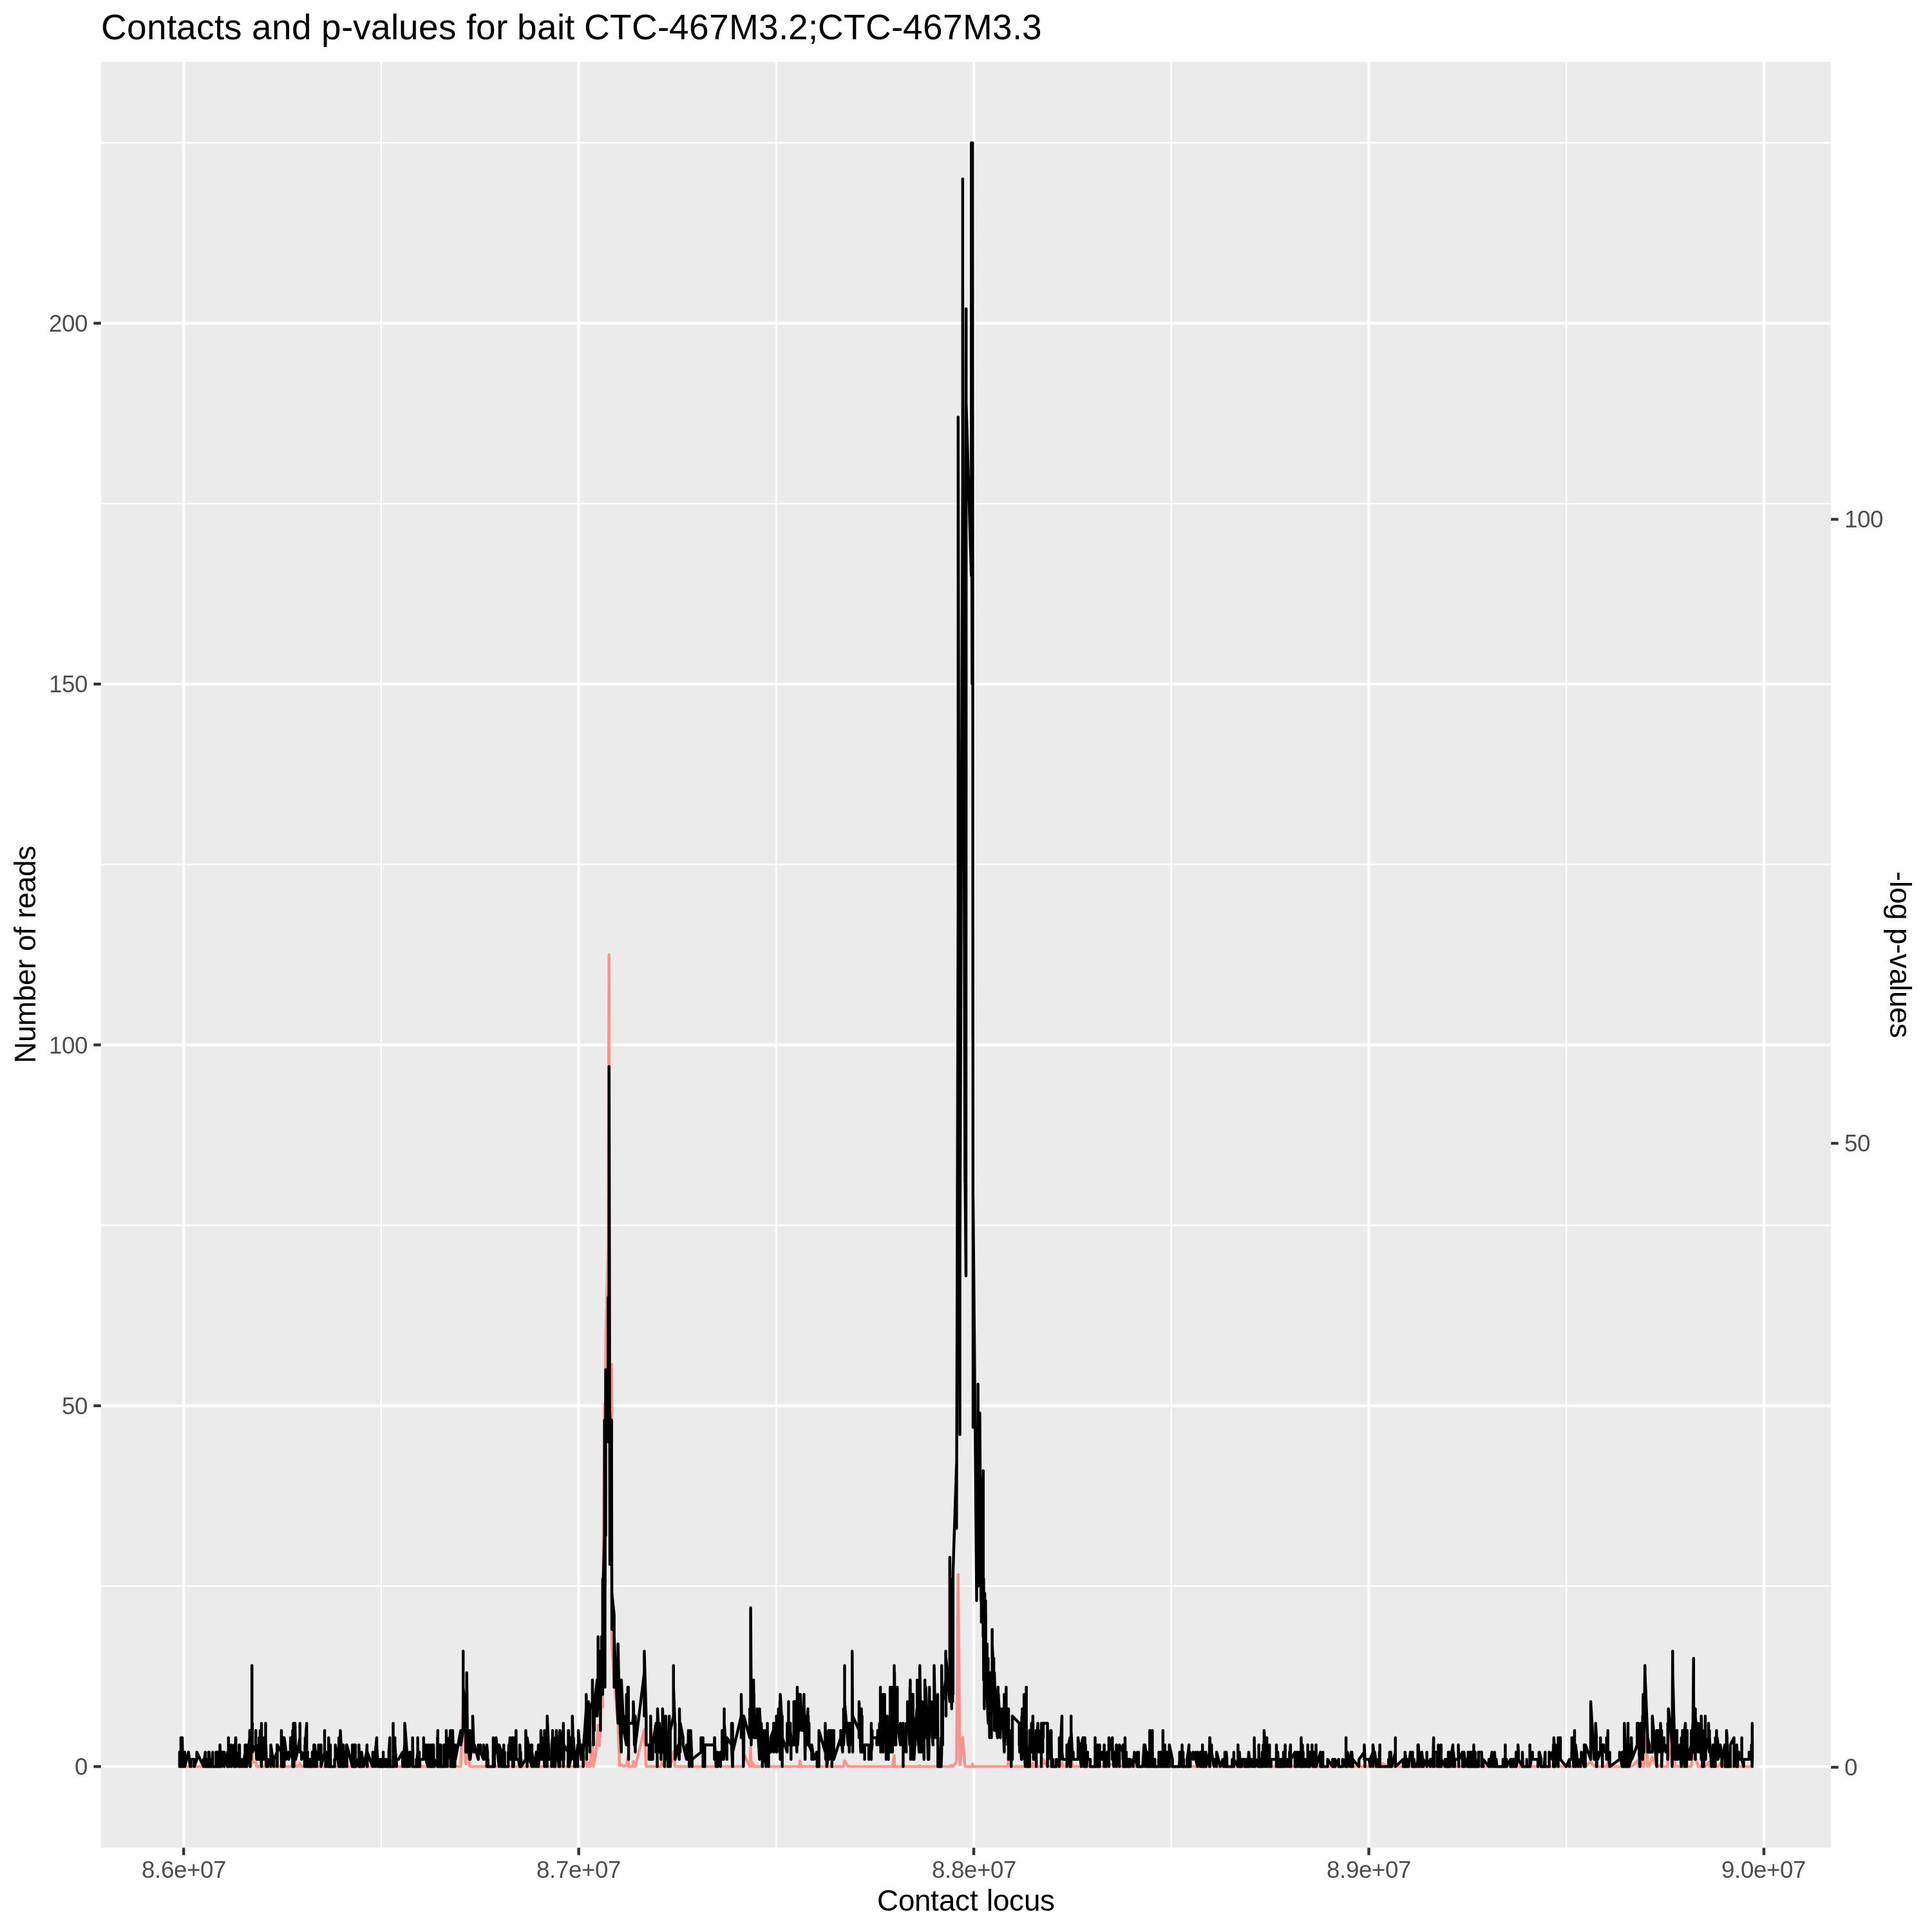 Contacts and p-values for bait CTC-467M3.2;CTC-467M3.3
Number of reads
200
150
100
50
0
100
50
0
-log p-values
8.6e+07 8.7e+07 8.8e+07 8.9e+07 9.0e+07
Contact locus